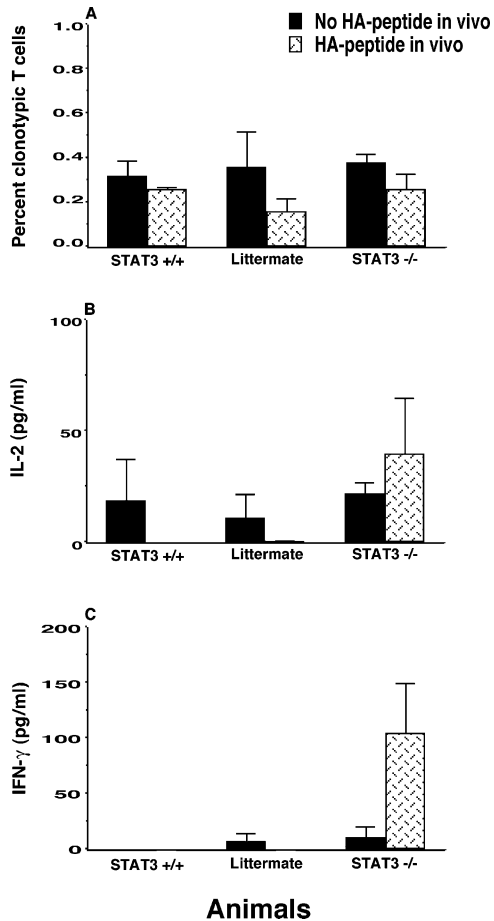 A
No HA-peptide in vivo
HA-peptide in vivo
Percent clonotypic T cells
1.0
0.8
0.6
0.4
0.2
0.0
STAT3 +/+ Littermate STAT3 -/-
B
IL-2 (pg/ml)
100
50
0
STAT3 +/+ Littermate STAT3 -/-
C
IFN-γ (pg/ml)
200
150
100
50
0
STAT3 +/+ Littermate STAT3 -/-
Animals